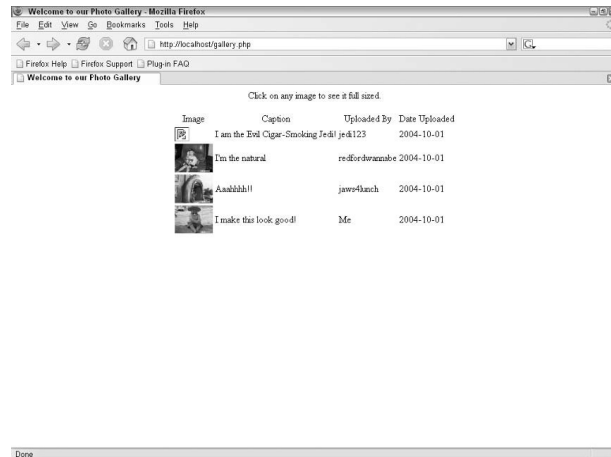 Welcome to our Photo Gallery - Mozilla Firefox
File Edit View Go Bookmarks Tools Help
http://localhost/gallery.php
G
Firefox Help Firefox Support Plug-in FAQ
Welcome to our Photo Gallery
Click on any image to see it full sized.
Image Caption Uploaded By Date Uploaded
I am the Evil Cigar-Smoking Jedi! jedi123 2004-10-01
I'm the natural redfordwannabe 2004-10-01
Aaahhhh!! jaws4lunch 2004-10-01
I make this look good! Me 2004-10-01
Done